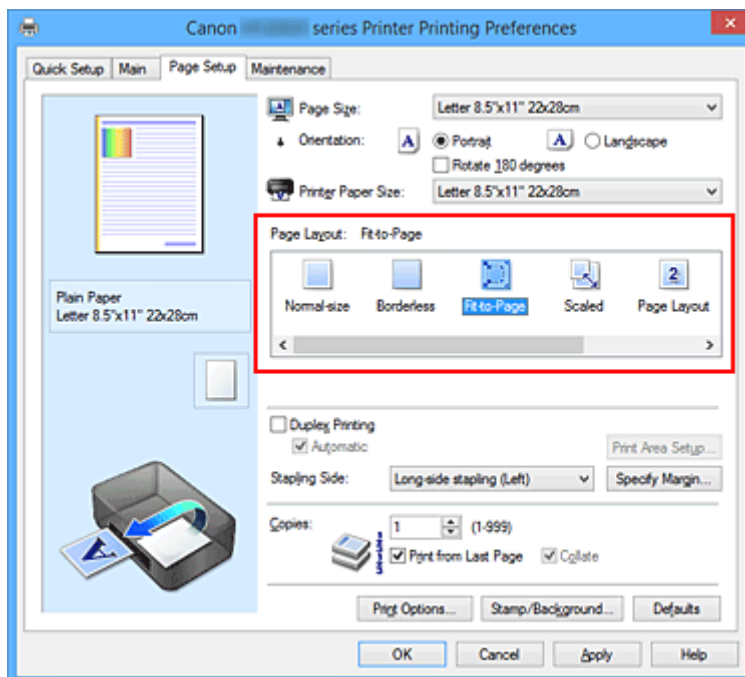 Canon series Printer Printing Preferences
Quick Setup Main Page Setup Maintenance
Page Size: Letter 8.5"x11" 22x28cm
Orientation: A Portrait A Landscape
Rotate 180 degrees
Printer Paper Size: Letter 8.5"x11" 22x28cm
Page Layout: Fit-to-Page
Normal-size Borderless Fit-to-Page Scaled Page Layout
Plain Paper
Letter 8.5"x11" 22x28cm
Duplex Printing
Automatic
Print Area Setup...
Stapling Side: Long-side stapling (Left) Specify Margin...
Copies: 1 (1-999)
Print from Last Page Collate
Print Options... Stamp/Background... Defaults
OK Cancel Apply Help